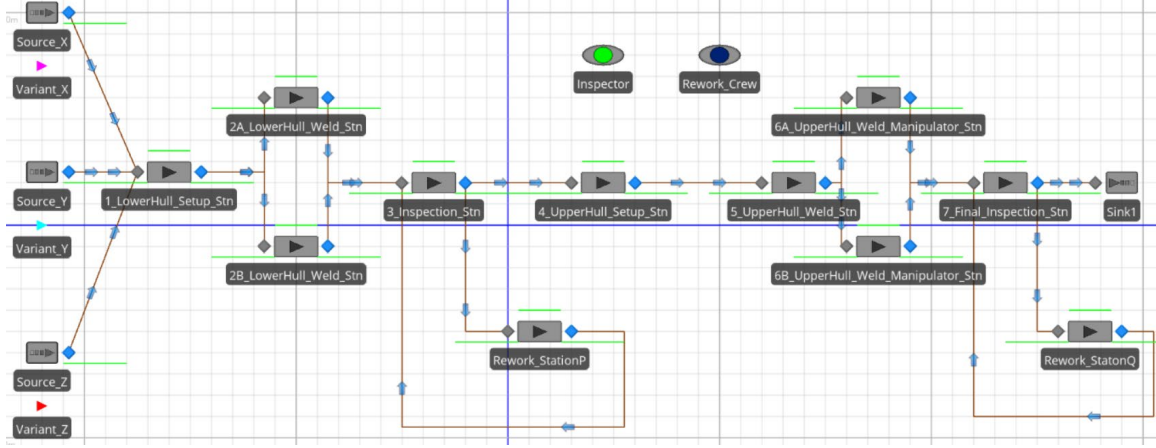 Source_X
Variant_X
Inspector
Rework_Crew
2A_LowerHull_Weld_Stn
6A_UpperHull_Weld_Manipulator_Stn
Source_Y
1_LowerHull_Setup_Stn
3_Inspection_Stn
4_UpperHull_Setup_Stn
5_UpperHull_Weld_Stn
7_Final_Inspection_Stn
Sink1
Variant_Y
2B_LowerHull_Weld_Stn
6B_UpperHull_Weld_Manipulator_Stn
Rework_StationP
Rework_StatonQ
Source_Z
Variant_Z